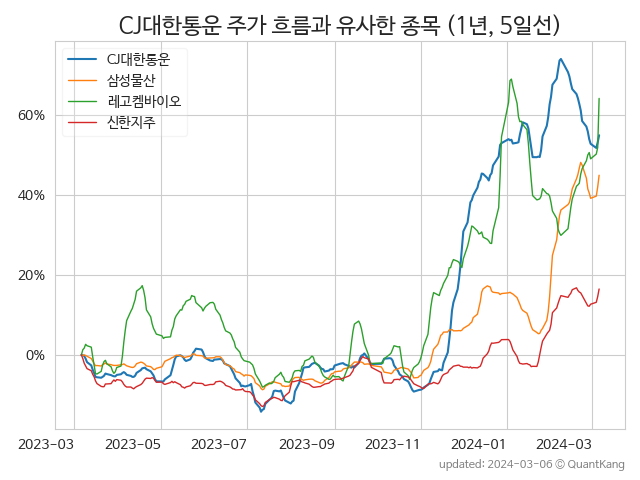 CJ대한통운 주가 흐름과 유사한 종목 (1년, 5일선)
CJ대한통운
삼성물산
레고켐바이오
신한지주
60%
40%
20%
0%
2023-03 2023-05 2023-07 2023-09 2023-11 2024-01 2024-03
updated: 2024-03-06 ⓒ QuantKang